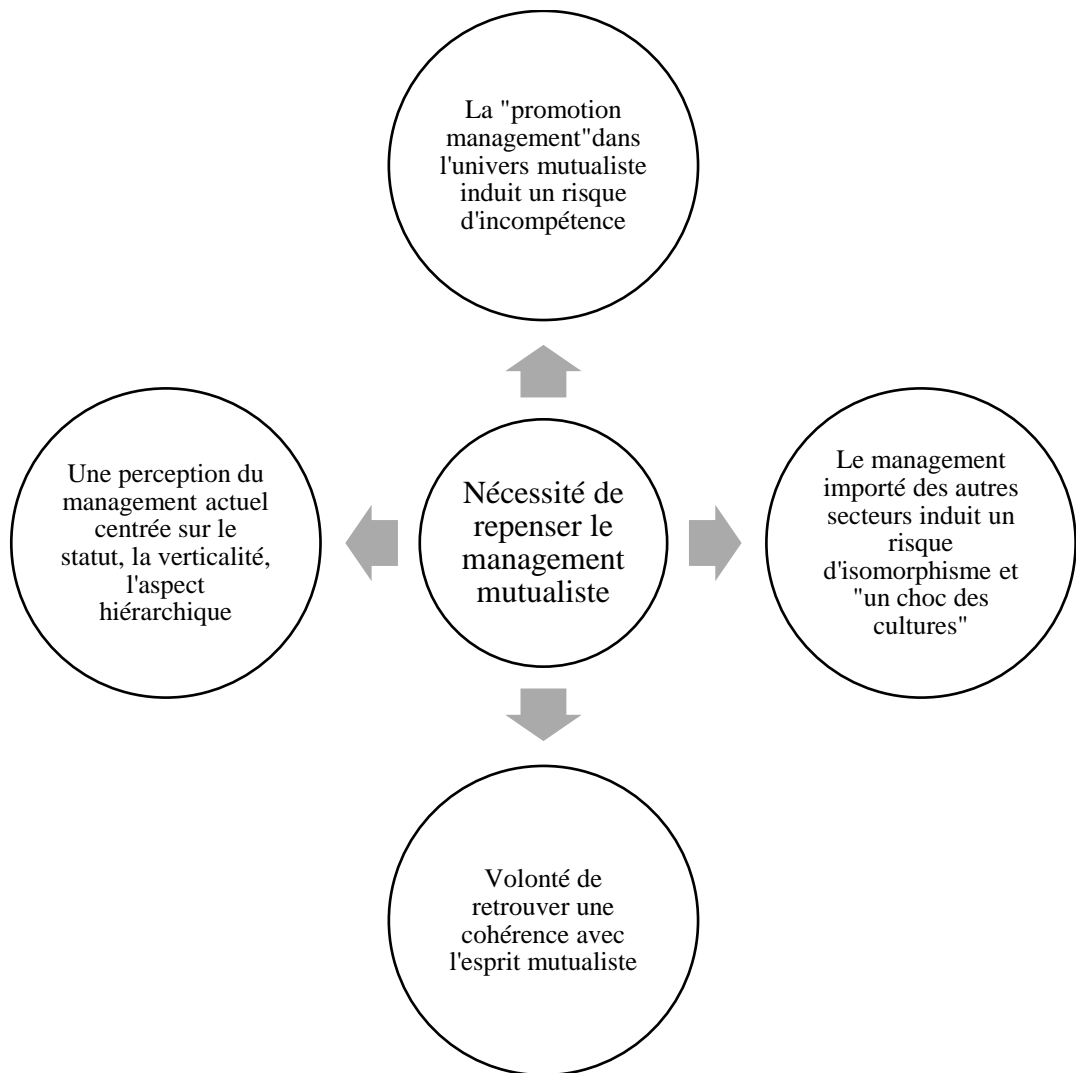 La "promotion
management"dans
l'univers mutualiste
induit un risque
d'incompétence
Une perception du
management actuel
centrée sur le
statut, la verticalité,
l'aspect
hiérarchique
Nécessité de
repenser le
management
mutualiste
Le management
importé des autres
secteurs induit un
risque
d'isomorphisme et
"un choc des
cultures"
Volonté de
retrouver une
cohérence avec
l'esprit mutualiste